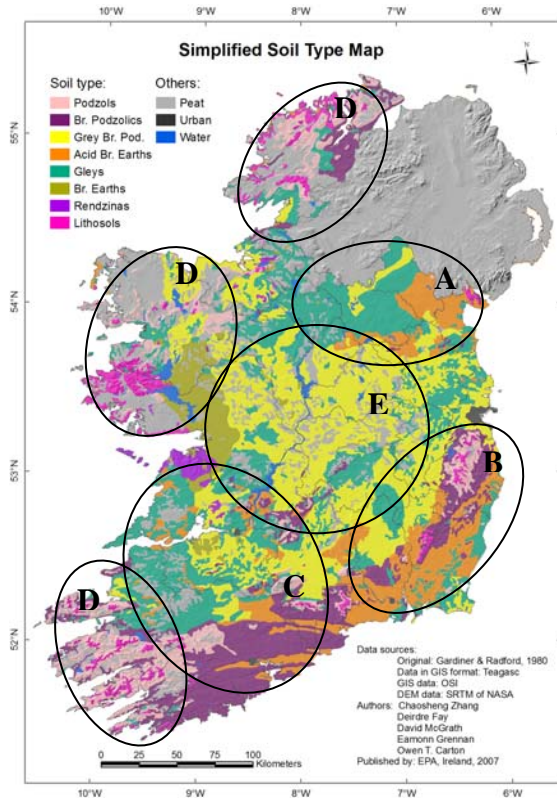 10°W 9°W 8°W 7°W 6°W
Simplified Soil Type Map
Soil type:
Podzols
Br. Podzolics
Grey Br. Pod.
Acid Br. Earths
Gleys
Br. Earths
Rendzinas
Lithosols
Others:
Peat
Urban
Water
N
55°N
54°N
53°N
52°N
55°N
54°N
53°N
52°N
D
D
A
E
B
C
D
Data sources:
Original: Gardiner & Radford, 1980
Data in GIS format: Teagasc
GIS data: OSI
DEM data: SRTM of NASA
Authors: Chaosheng Zhang
Deirdre Fay
David McGrath
Eamonn Grennan
Owen T. Carton
Published by: EPA, Ireland, 2007
0 25 50 75 100
Kilometers
10°W 9°W 8°W 7°W 6°W